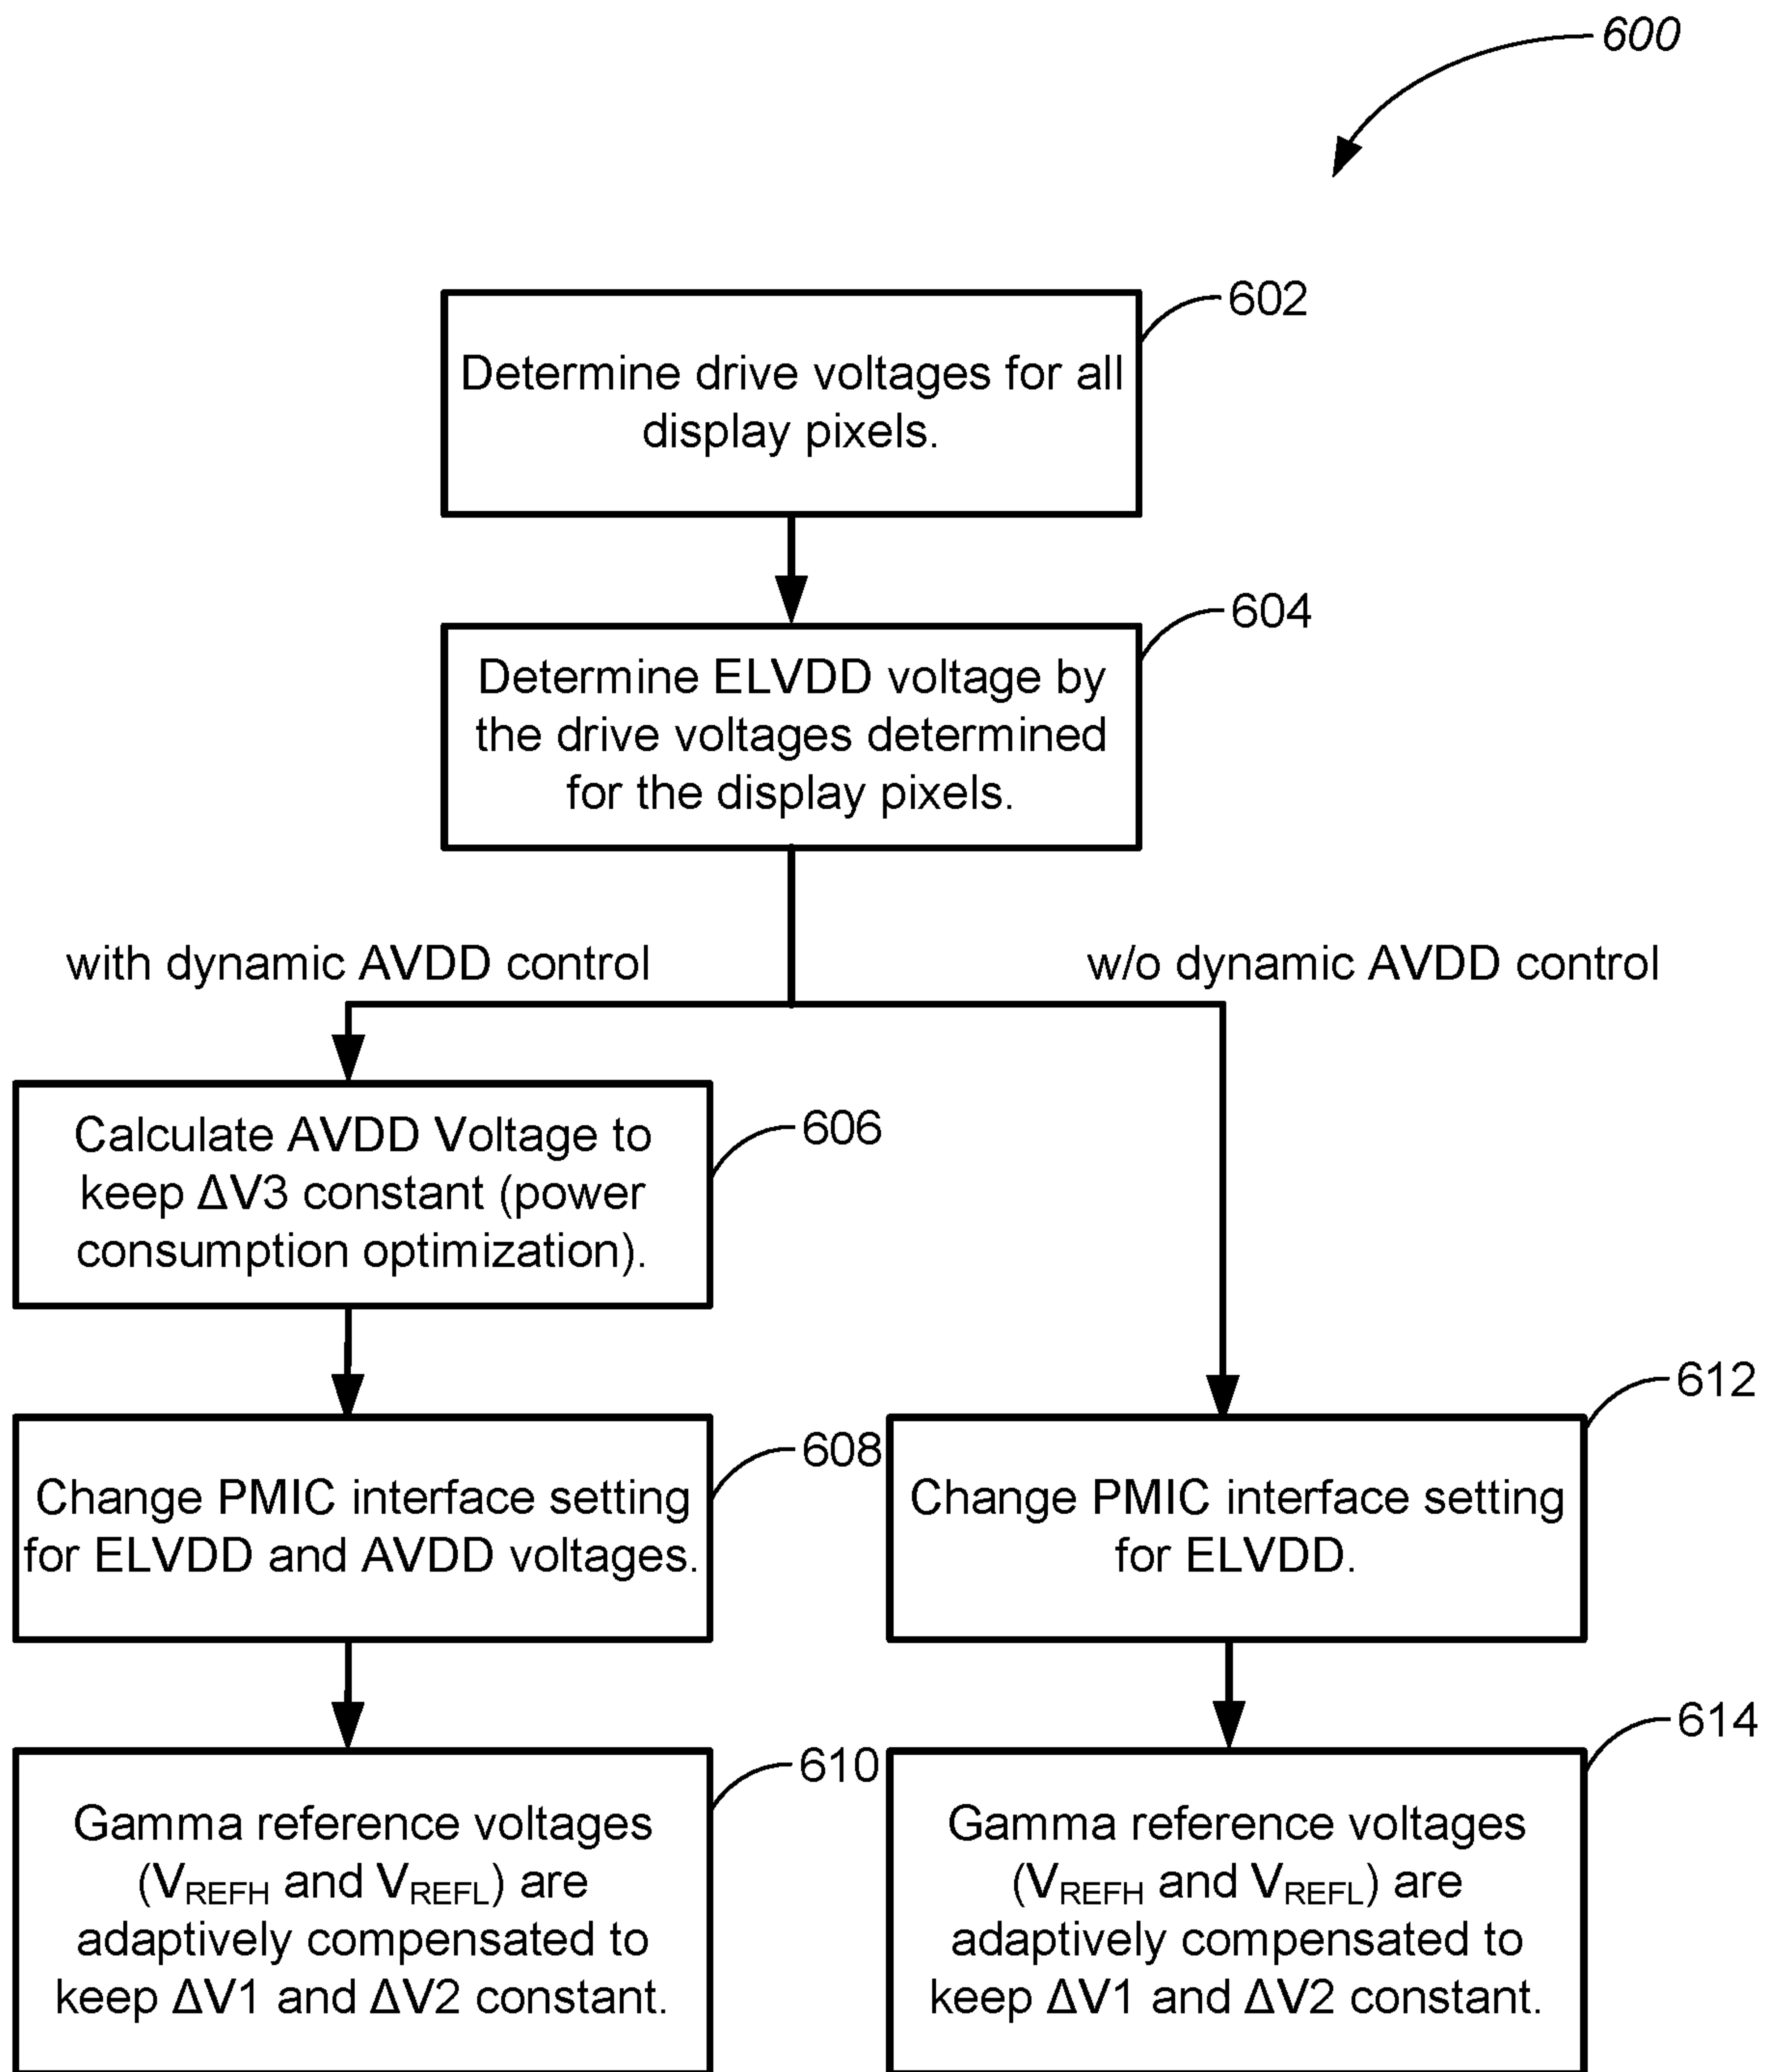 600
602
Determine drive voltages for all
display pixels.
604
Determine ELVDD voltage by
the drive voltages determined
for the display pixels.
with dynamic AVDD control
w/o dynamic AVDD control
606
Calculate AVDD Voltage to
keep ΔV3 constant (power
consumption optimization).
608
Change PMIC interface setting
for ELVDD and AVDD voltages.
612
Change PMIC interface setting
for ELVDD.
610
Gamma reference voltages
(VREFH and VREFL) are
adaptively compensated to
keep ΔV1 and ΔV2 constant.
614
Gamma reference voltages
(VREFH and VREFL) are
adaptively compensated to
keep ΔV1 and ΔV2 constant.